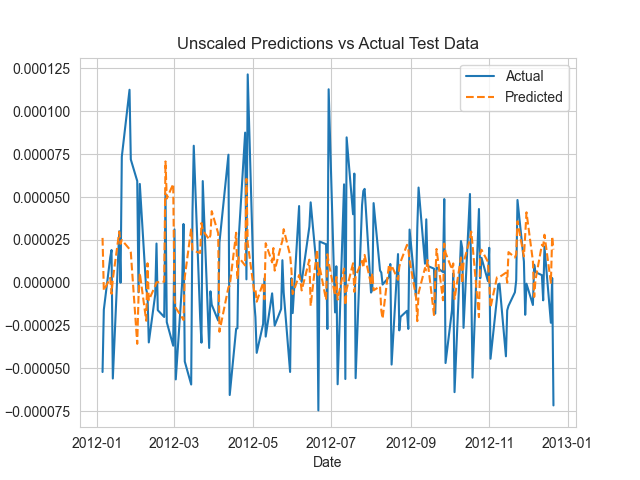 Unscaled Predictions vs Actual Test Data
Actual
Predicted
0.000125
0.000100
0.000075
0.000050
0.000025
0.000000
−0.000025
−0.000050
−0.000075
2012-01 2012-03 2012-05 2012-07 2012-09 2012-11 2013-01
Date